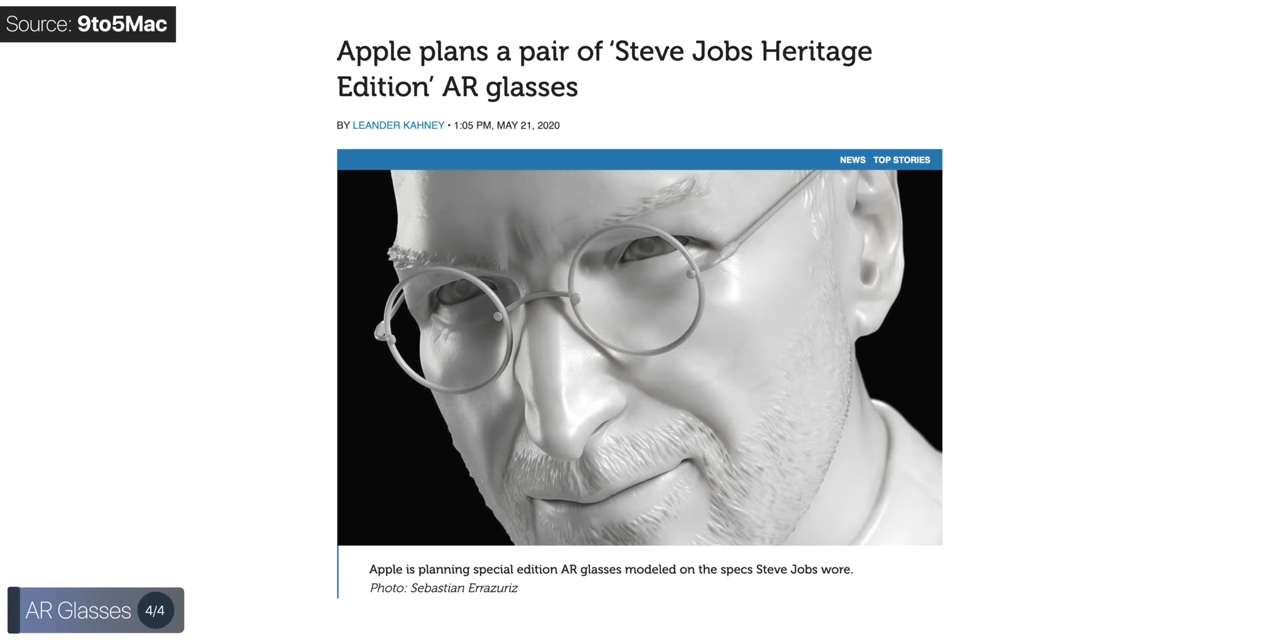 Source: 9to5Mac
Apple plans a pair of ‘Steve Jobs Heritage
Edition’ AR glasses
BY LEANDER KAHNEY • 1:05 PM, MAY 21, 2020
NEWS TOP STORIES
Apple is planning special edition AR glasses modeled on the specs Steve Jobs wore.
Photo: Sebastian Errazuriz
AR Glasses 4/4